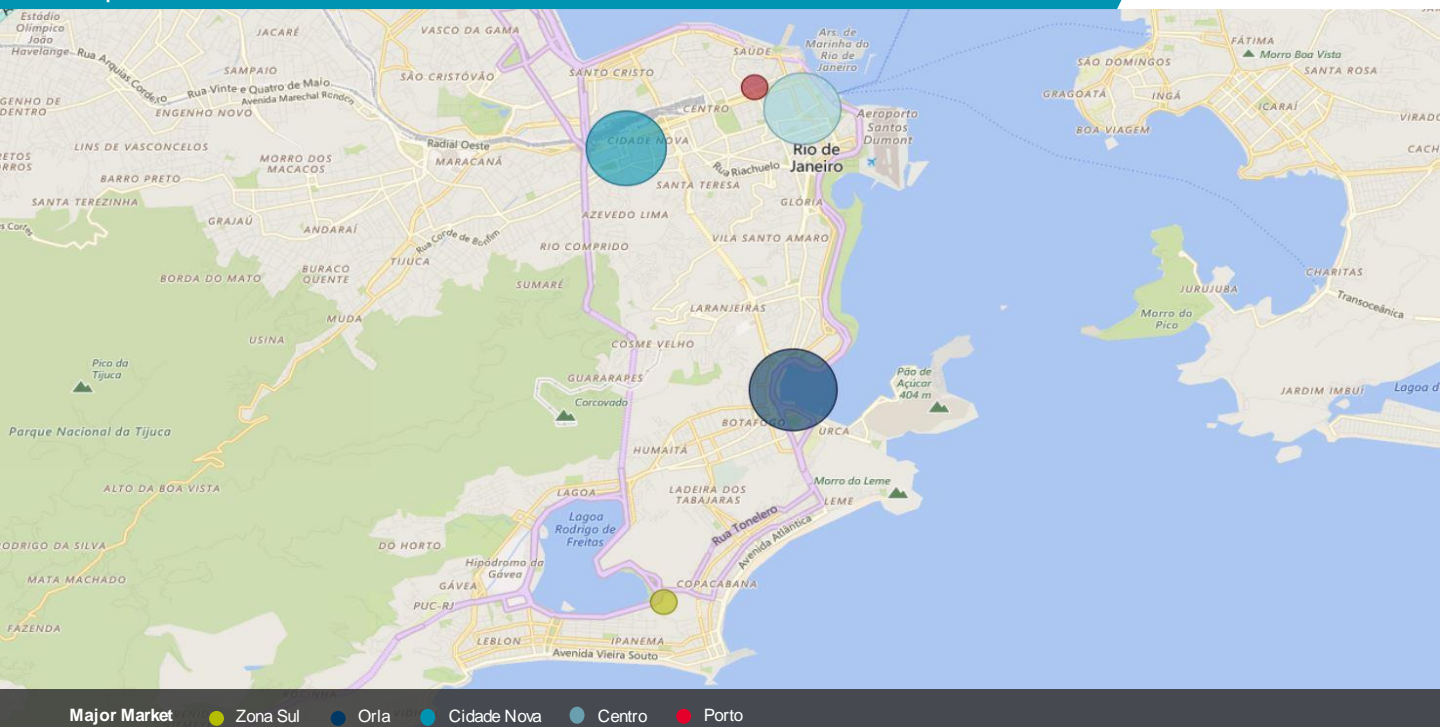 Estádio
Olímpico
João
Havelange
JACARÉ
VASCO DA GAMA
SAÚDE
Ars. de
Marinha do
Rio de
Janeiro
FÁTIMA
Morro Boa Vista
SÃO DOMINGOS
SANTA ROSA
Rua Arquias Cordeiro
SAMPAIO
SÃO CRISTÓVÃO
SANTO CRISTO
Rua Vinte e Quatro de Maio
Avenida Marechal Rondon
GRAGOATÁ
INGÁ
ICARAÍ
ENGENHO NOVO
CENTRO
Aeroporto
Santos
Dumont
BOA VIAGEM
LINS DE VASCONCELOS
Radial Oeste
CIDADE NOVA
Rio de
Janeiro
MORRO DOS
MACACOS
MARACANÃ
Rua Riachuelo
BARRO PRETO
SANTA TERESA
SANTA TEREZINHA
GLÓRIA
GRAJAÚ
ANDARAÍ
AZEVEDO LIMA
Rua Conde de Bonfim
RIO COMPRIDO
VILA SANTO AMARO
TIJUCA
BORDA DO MATO
BURACO
QUENTE
SUMARÉ
CHARITAS
JURUJUBA
Transoceânica
LARANJEIRAS
Morro do
Pico
MUDA
USINA
COSME VELHO
Pico da
Tijuca
GUARARAPES
Pão de
Açúcar
404 m
JARDIM IMBUÍ
Lagoa d
Corcovado
BOTAFOGO
URCA
Parque Nacional da Tijuca
HUMAITÁ
ALTO DA BOA VISTA
LAGOA
LADEIRA DOS
TABAJARAS
Morro do Leme
LEME
Lagoa
Rodrigo de
Freitas
Rua Tonelero
Avenida Atlântica
DO HORTO
Hipódromo da
Gávea
MATA MACHADO
GÁVEA
COPACABANA
PUC-RJ
FAZENDA
LEBLON
IPANEMA
Avenida Vieira Souto
Major Market
Zona Sul
Orla
Cidade Nova
Centro
Porto